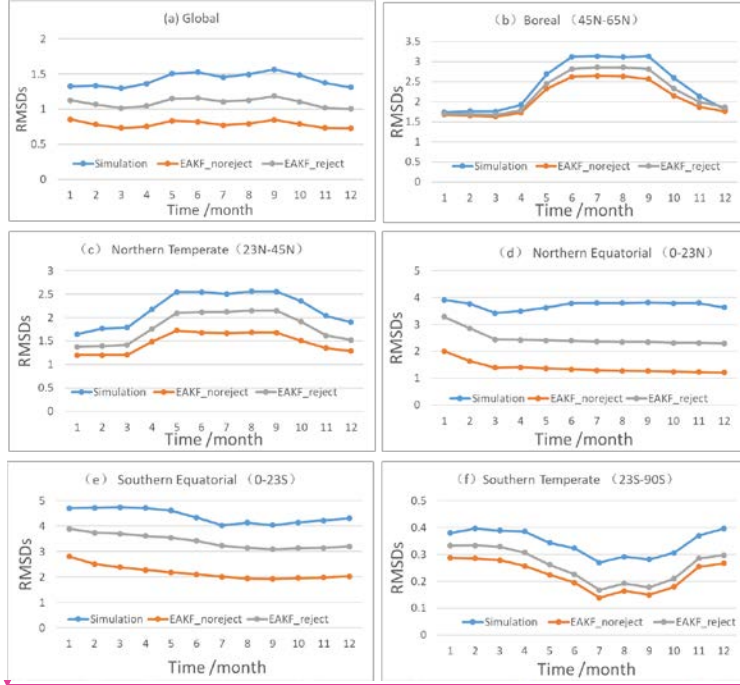 (a) Global
2
1.5
1
0.5
0
RMSDs
Simulation EAKF_noreject EAKF_reject
1 2 3 4 5 6 7 8 9 10 11 12
Time /month
(b) Boreal （45N-65N）
3.5
3
2.5
2
1.5
1
0.5
0
RMSDs
Simulation EAKF_noreject EAKF_reject
1 2 3 4 5 6 7 8 9 10 11 12
Time /month
（c） Northern Temperate（23N-45N）
3
2.5
2
1.5
1
0.5
0
RMSDs
Simulation EAKF_noreject EAKF_reject
1 2 3 4 5 6 7 8 9 10 11 12
Time /month
（d） Northern Equatorial （0-23N）
5
4
3
2
1
0
RMSDs
Simulation EAKF_noreject EAKF_reject
1 2 3 4 5 6 7 8 9 10 11 12
Time /month
（e） Southern Equatorial （0-23S）
5
4
3
2
1
0
RMSDs
Simulation EAKF_noreject EAKF_reject
1 2 3 4 5 6 7 8 9 10 11 12
Time /month
（f） Southern Temperate （23S-90S）
0.5
0.4
0.3
0.2
0.1
0
RMSDs
Simulation EAKF_noreject EAKF_reject
1 2 3 4 5 6 7 8 9 10 11 12
Time /month